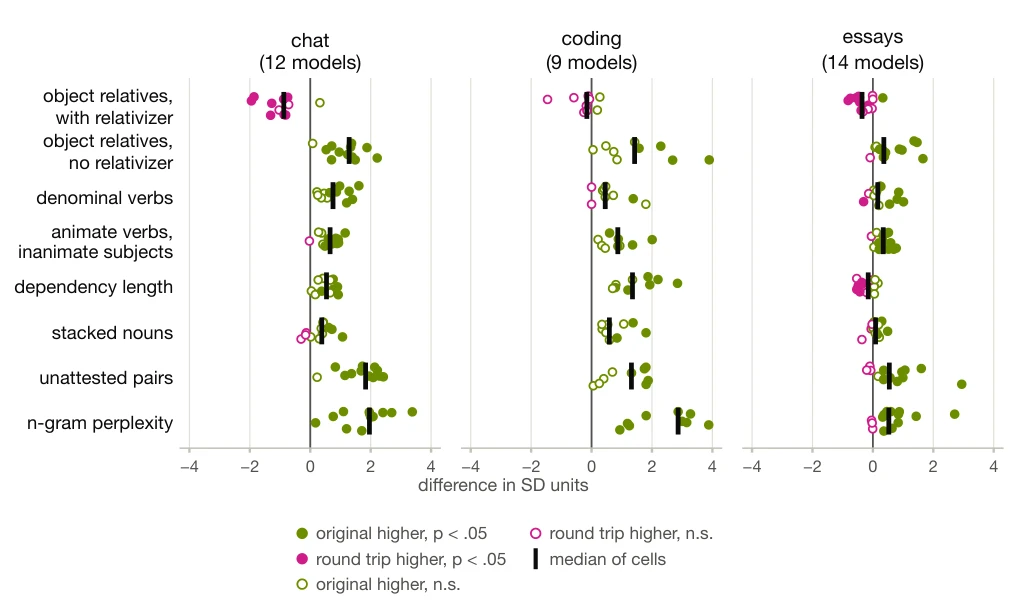 chat
(12 models)
coding
(9 models)
essays
(14 models)
object relatives,
with relativizer
object relatives,
no relativizer
denominal verbs
animate verbs,
inanimate subjects
dependency length
stacked nouns
unattested pairs
n-gram perplexity
−4 −2 0 2 4
−4 −2 0 2 4
−4 −2 0 2 4
difference in SD units
original higher, p < .05
round trip higher, p < .05
original higher, n.s.
round trip higher, n.s.
median of cells